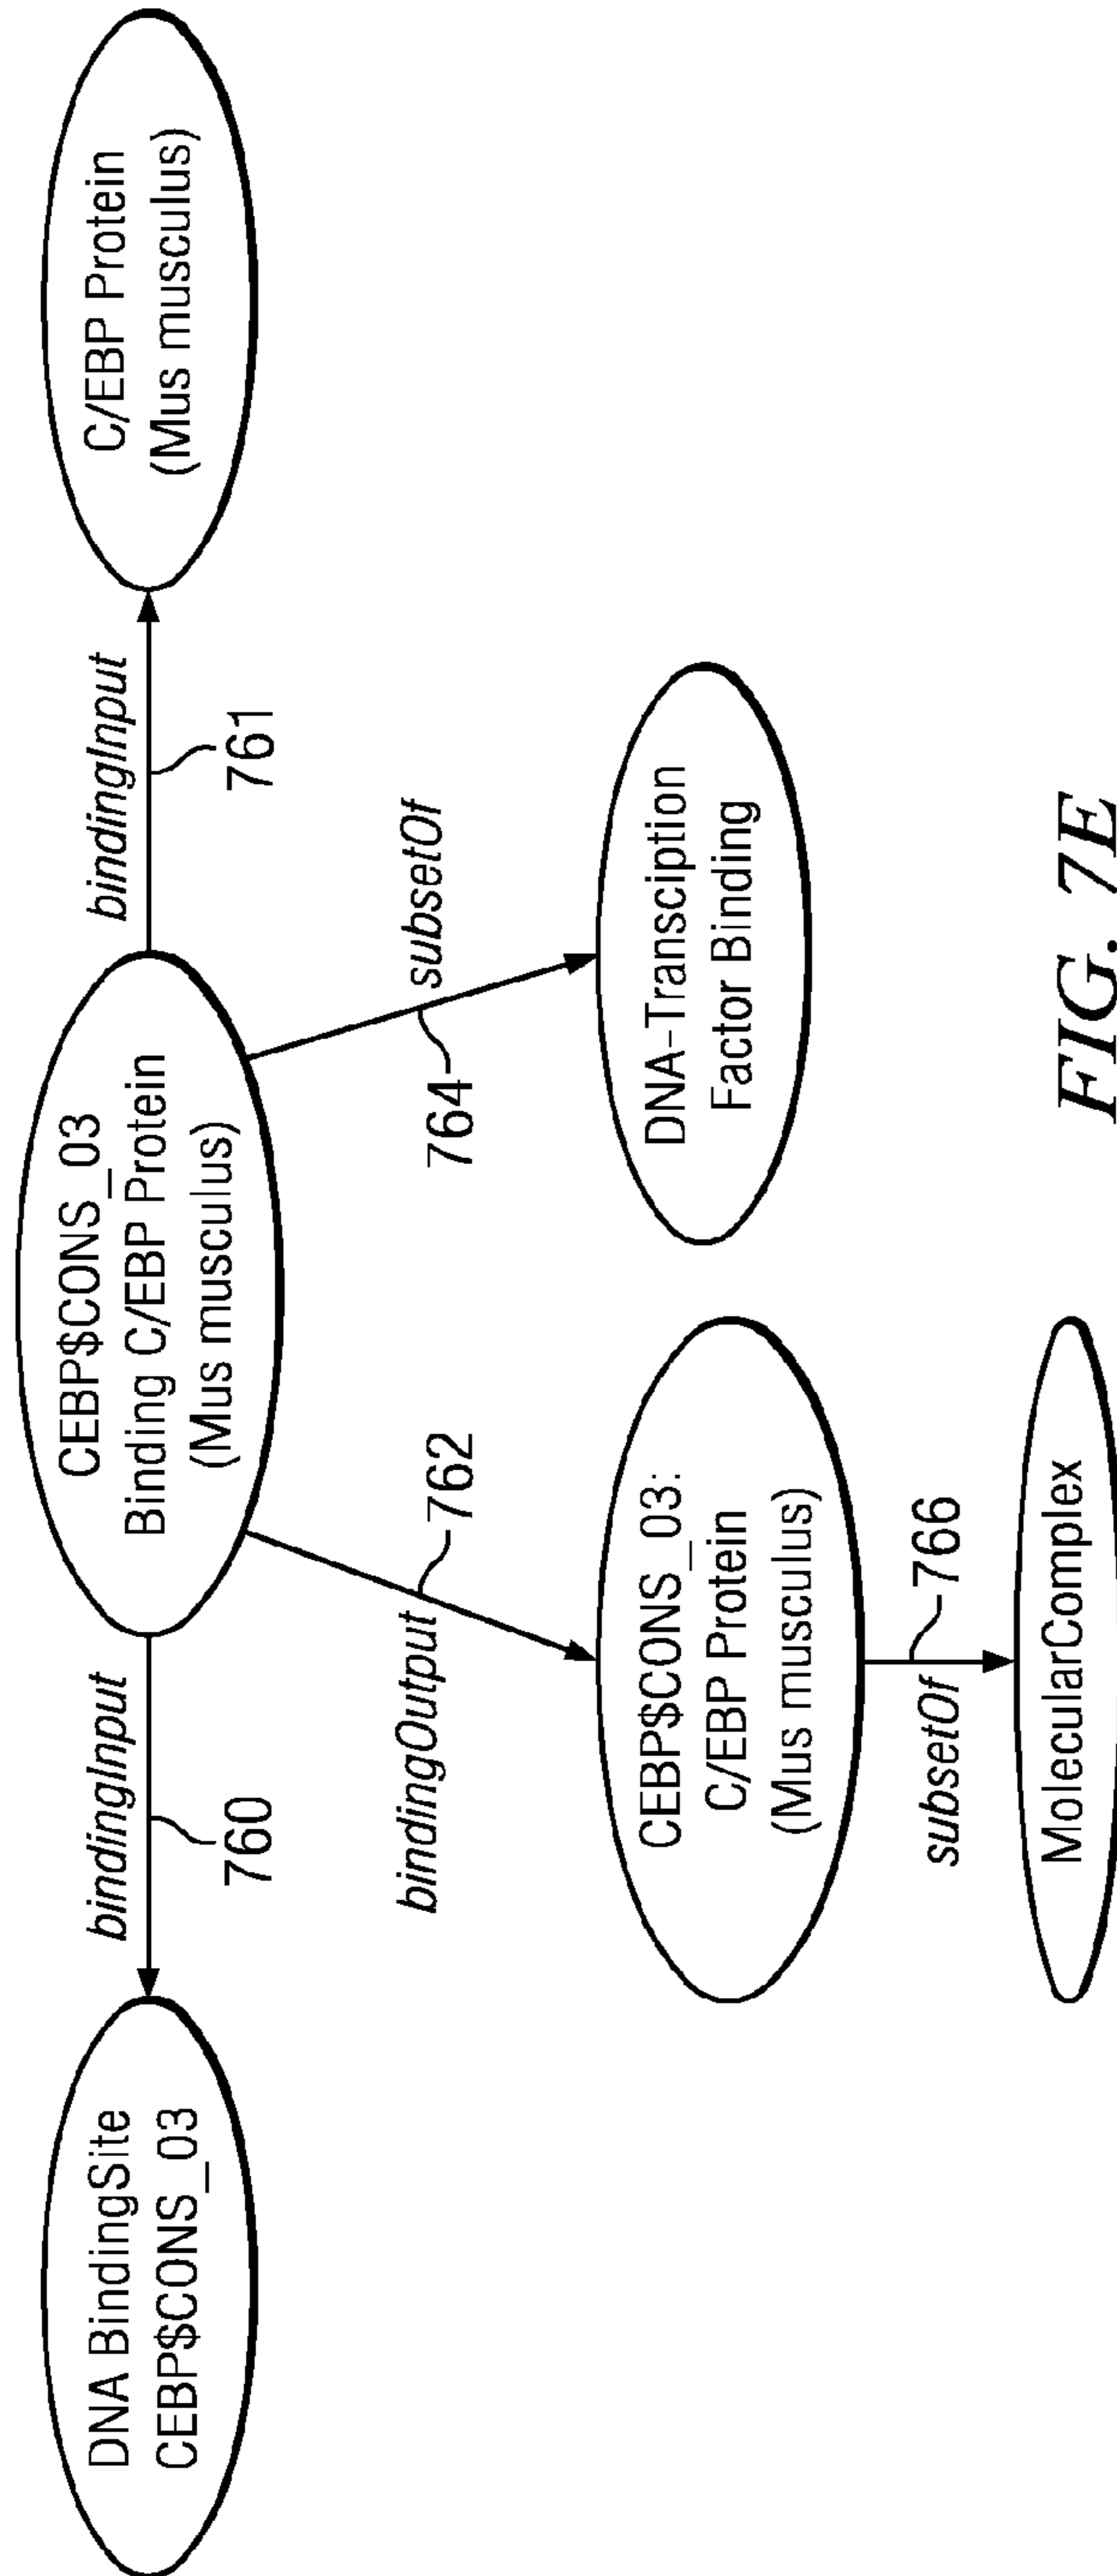 DNA BindingSite
CEBP$CONS_03
bindingInput
760
CEBP$CONS_03
Binding C/EBP Protein
(Mus musculus)
bindingInput
761
C/EBP Protein
(Mus musculus)
bindingOutput
762
764
subsetOf
CEBP$CONS_03:
C/EBP Protein
(Mus musculus)
DNA-Transciption
Factor Binding
subsetOf
766
MolecularComplex
FIG. 7E